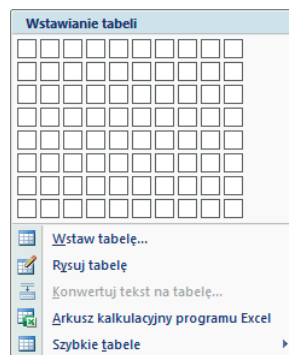 Wstawianie tabeli
Wstaw tabelę...
Rysuj tabelę
Konwertuj tekst na tabelę...
Arkusz kalkulacyjny programu Excel
Szybkie tabele